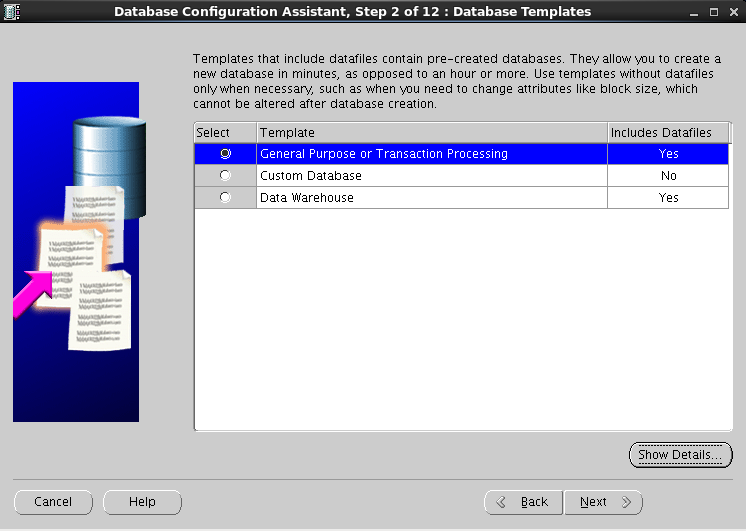 Database Configuration Assistant, Step 2 of 12 : Database Templates
Templates that include datafiles contain pre-created databases. They allow you to create a
new database in minutes, as opposed to an hour or more. Use templates without datafiles
only when necessary, such as when you need to change attributes like block size, which
cannot be altered after database creation.
Select Template Includes Datafiles
General Purpose or Transaction Processing Yes
Custom Database No
Data Warehouse Yes
Show Details...
Cancel Help Back Next